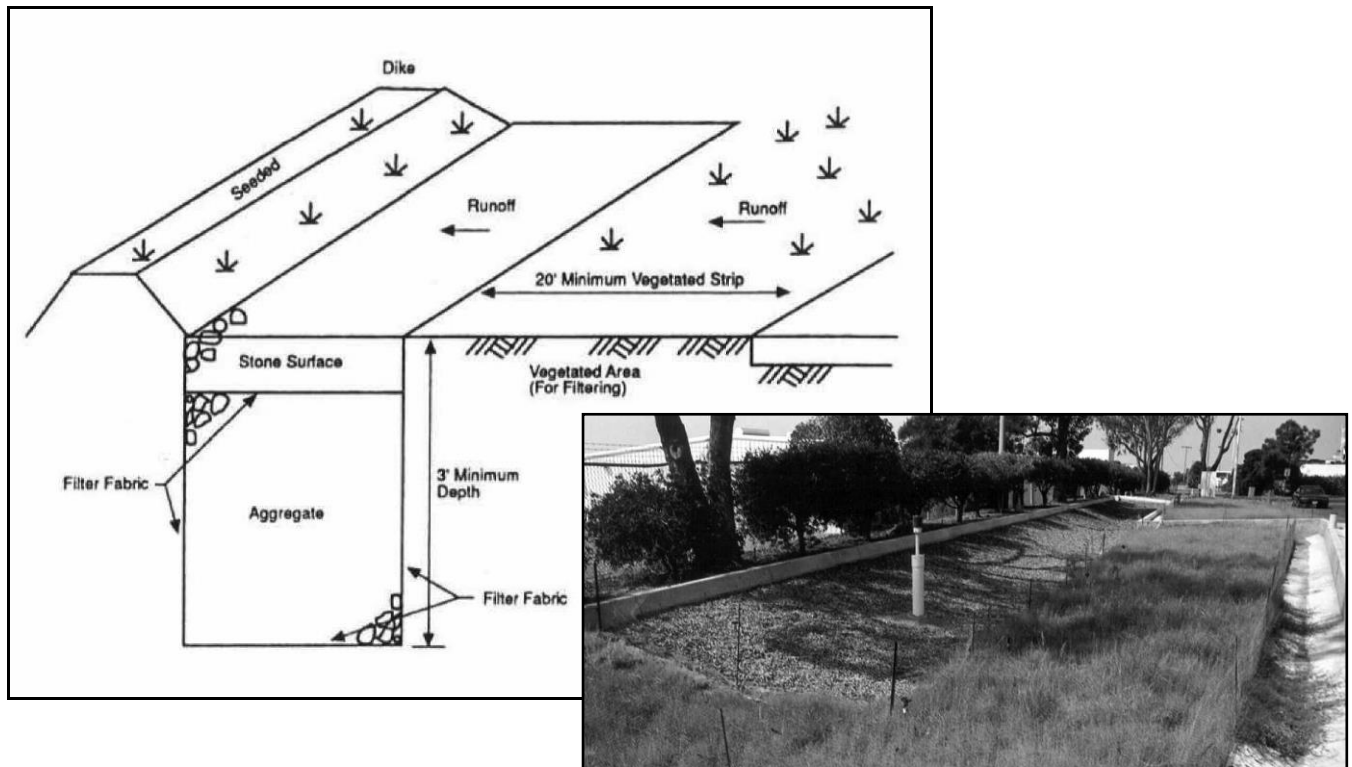 Dike
Seeded
Runoff
Runoff
20' Minimum Vegetated Strip
Stone Surface
Vegetated Area
(For Filtering)
Filter Fabric
3' Minimum
Depth
Aggregate
Filter Fabric